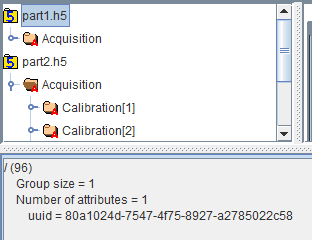 part1.h5
Acquisition
part2.h5
Acquisition
Calibration[1]
Calibration[2]
/ (96)
Group size = 1
Number of attributes = 1
uuid = 80a1024d-7547-4f75-8927-a2785022c58